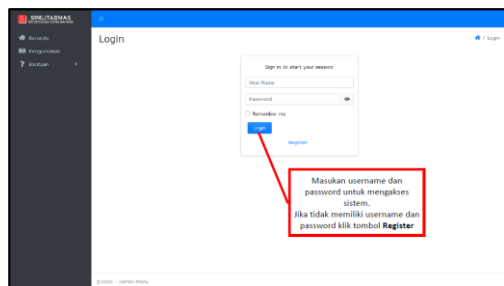 SIMLITABMAS
Beranda
Pengumuman
Bantuan
Login
/ Login
Sign in to start your session
User Name
Password
Remember me
Login
Register
Masukan username dan
password untuk mengakses
sistem.
Jika tidak memiliki username dan
password klik tombol Register